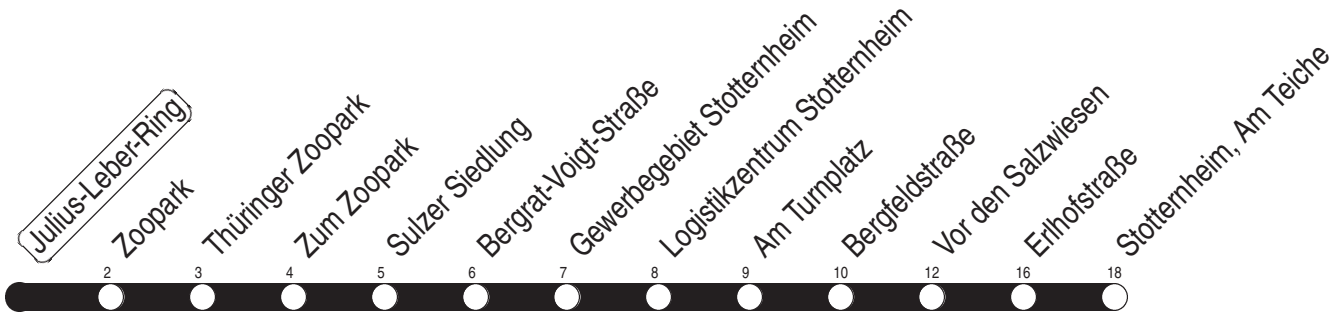 Julius-Leber-Ring
Zoopark
Thüringer Zoopark
Zum Zoopark
Sulzer Siedlung
Bergrat-Voigt-Straße
Gewerbegebiet Stotternheim
Logistikzentrum Stotternheim
Am Turnplatz
Bergfeldstraße
Vor den Salzwiesen
Erlhofstraße
Stotternheim, Am Teiche
2 3 4 5 6 7 8 9 10 12 16 18